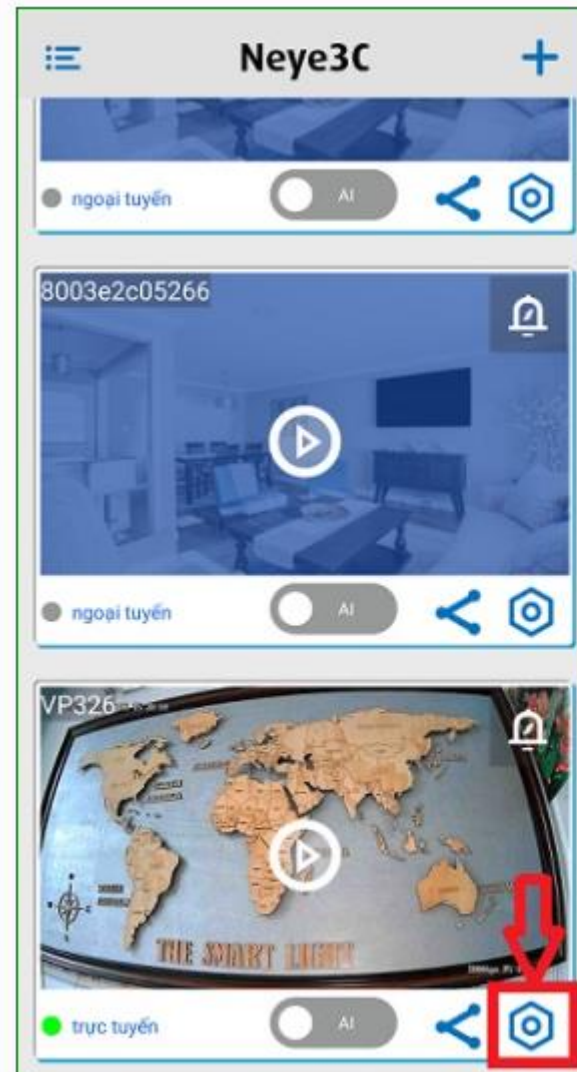 Neye3C
ngoại tuyến
AI
8003e2c05266
ngoại tuyến
AI
VP326
THE SMART LIGHT
trực tuyến
AI